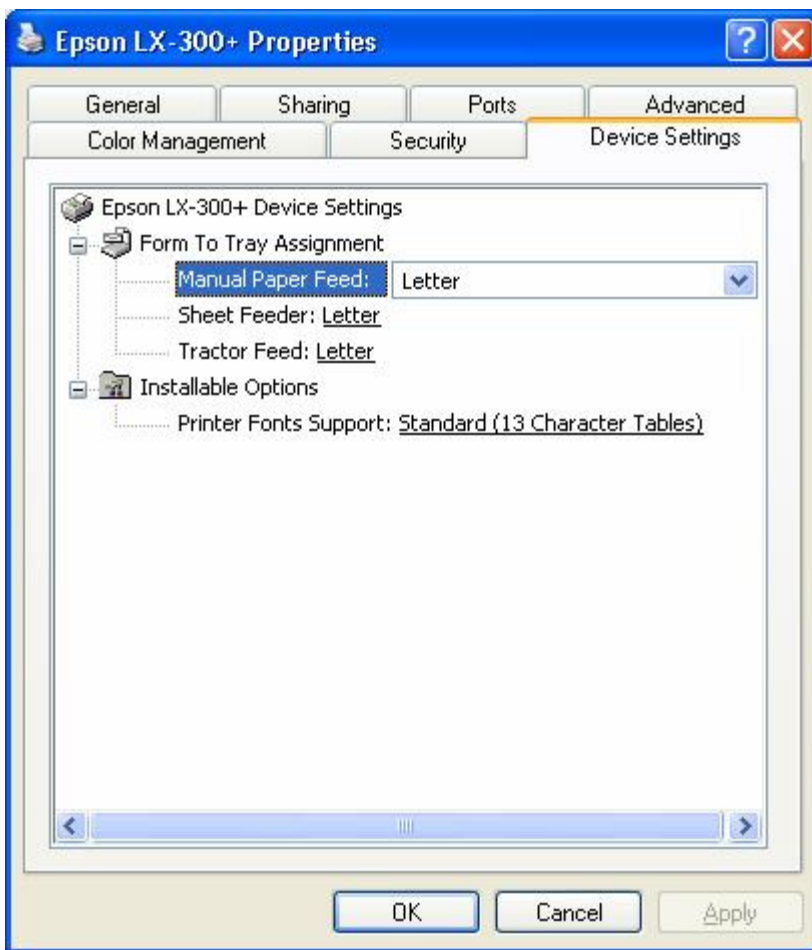 Epson LX-300+ Properties
General Sharing Ports Advanced
Color Management Security Device Settings
Epson LX-300+ Device Settings
Form To Tray Assignment
Manual Paper Feed: Letter
Sheet Feeder: Letter
Tractor Feed: Letter
Installable Options
Printer Fonts Support: Standard (13 Character Tables)
OK Cancel Apply